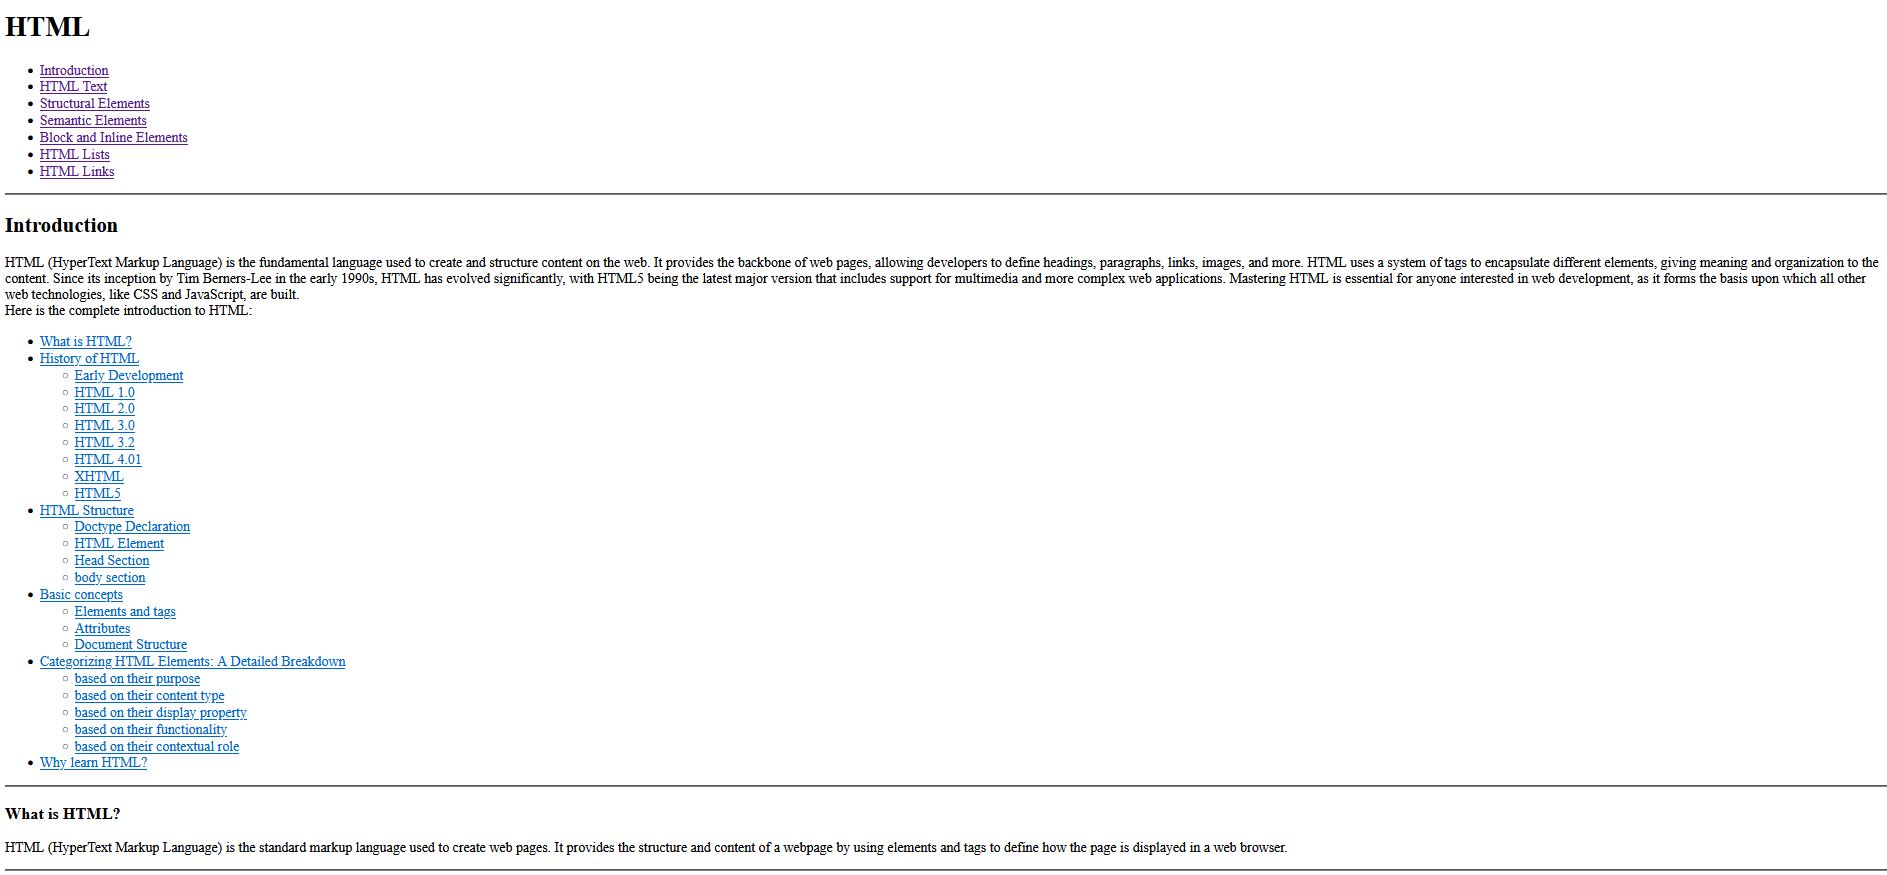 HTML
Introduction
HTML Text
Structural Elements
Semantic Elements
Block and Inline Elements
HTML Lists
HTML Links
Introduction
HTML (HyperText Markup Language) is the fundamental language used to create and structure content on the web. It provides the backbone of web pages, allowing developers to define headings, paragraphs, links, images, and more. HTML uses a system of tags to encapsulate different elements, giving meaning and organization to the
content. Since its inception by Tim Berners-Lee in the early 1990s, HTML has evolved significantly, with HTML5 being the latest major version that includes support for multimedia and more complex web applications. Mastering HTML is essential for anyone interested in web development, as it forms the basis upon which all other
web technologies, like CSS and JavaScript, are built.
Here is the complete introduction to HTML:
What is HTML?
History of HTML
Early Development
HTML 1.0
HTML 2.0
HTML 3.0
HTML 3.2
HTML 4.01
XHTML
HTML5
HTML Structure
Doctype Declaration
HTML Element
Head Section
body section
Basic concepts
Elements and tags
Attributes
Document Structure
Categorizing HTML Elements: A Detailed Breakdown
based on their purpose
based on their content type
based on their display property
based on their functionality
based on their contextual role
Why learn HTML?
What is HTML?
HTML (HyperText Markup Language) is the standard markup language used to create web pages. It provides the structure and content of a webpage by using elements and tags to define how the page is displayed in a web browser.